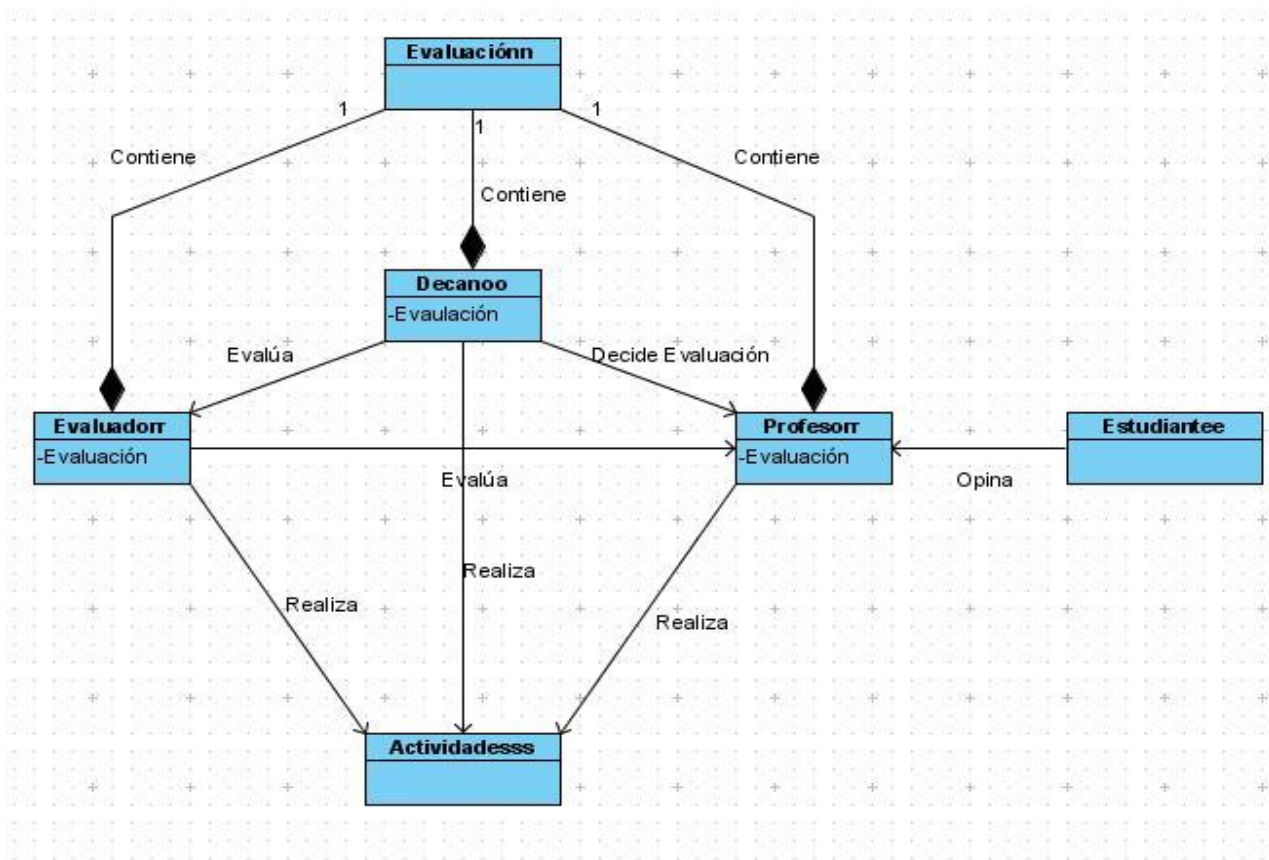 Evaluaciónn
1
1
1
Contiene
Contiene
Contiene
Decanoo
-Evaulación
Evalúa
Decide Evaluación
Evaluadorr
-Evaluación
Profesorr
-Evaluación
Estudiantee
Evalúa
Opina
Realiza
Realiza
Realiza
Actividadesss